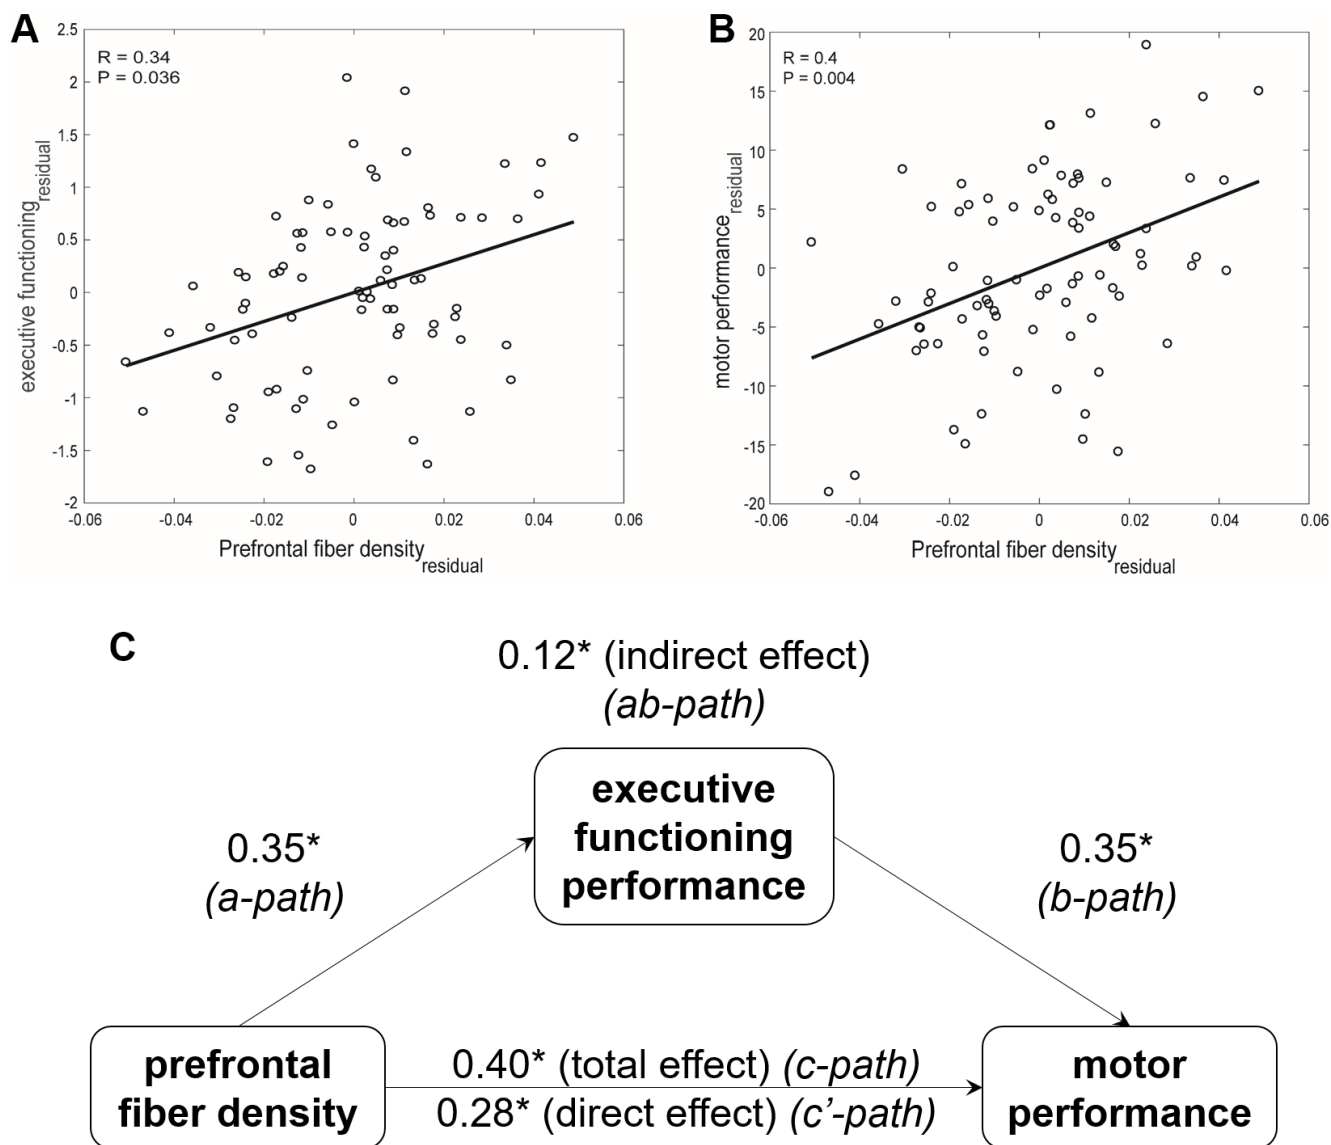 A
R = 0.34
P = 0.036
2.5
2
1.5
1
0.5
0
-0.5
-1
-1.5
-2
executive functioning residual
-0.06
-0.04
-0.02
0
0.02
0.04
0.06
Prefrontal fiber density residual
B
R = 0.4
P = 0.004
20
15
10
5
0
-5
-10
-15
-20
motor performance residual
-0.06
-0.04
-0.02
0
0.02
0.04
0.06
Prefrontal fiber density residual
C
0.12* (indirect effect)
(ab-path)
executive
functioning
performance
0.35*
(a-path)
0.35*
(b-path)
prefrontal
fiber density
0.40* (total effect) (c-path)
0.28* (direct effect) (c’-path)
motor
performance